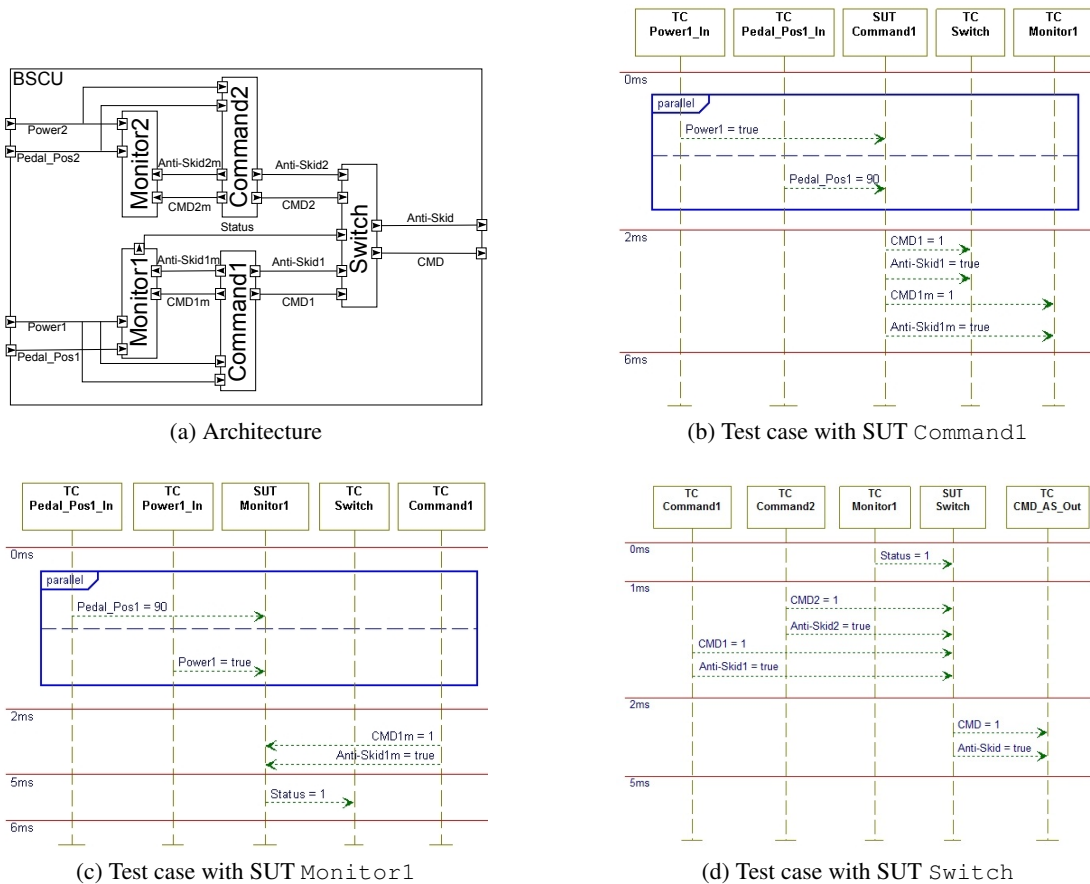 BSCU
Power2
Pedal_Pos2
Monitor2
Command2
Anti-Skid2m
CMD2m
Anti-Skid2
CMD2
Status
Switch
Anti-Skid
CMD
Monitor1
Command1
Anti-Skid1m
CMD1m
Anti-Skid1
CMD1
Power1
Pedal_Pos1
(a) Architecture
TC
Power1_In
TC
Pedal_Pos1_In
SUT
Command1
TC
Switch
TC
Monitor1
0ms
parallel
Power1 = true
Pedal_Pos1 = 90
2ms
CMD1 = 1
Anti-Skid1 = true
CMD1m = 1
Anti-Skid1m = true
6ms
(b) Test case with SUT Command1
TC
Pedal_Pos1_In
TC
Power1_In
SUT
Monitor1
TC
Switch
TC
Command1
0ms
parallel
Pedal_Pos1 = 90
Power1 = true
2ms
CMD1m = 1
Anti-Skid1m = true
5ms
Status = 1
6ms
(c) Test case with SUT Monitor1
TC
Command1
TC
Command2
TC
Monitor1
SUT
Switch
TC
CMD_AS_Out
0ms
Status = 1
1ms
CMD2 = 1
Anti-Skid2 = true
CMD1 = 1
Anti-Skid1 = true
2ms
CMD = 1
Anti-Skid = true
5ms
(d) Test case with SUT Switch